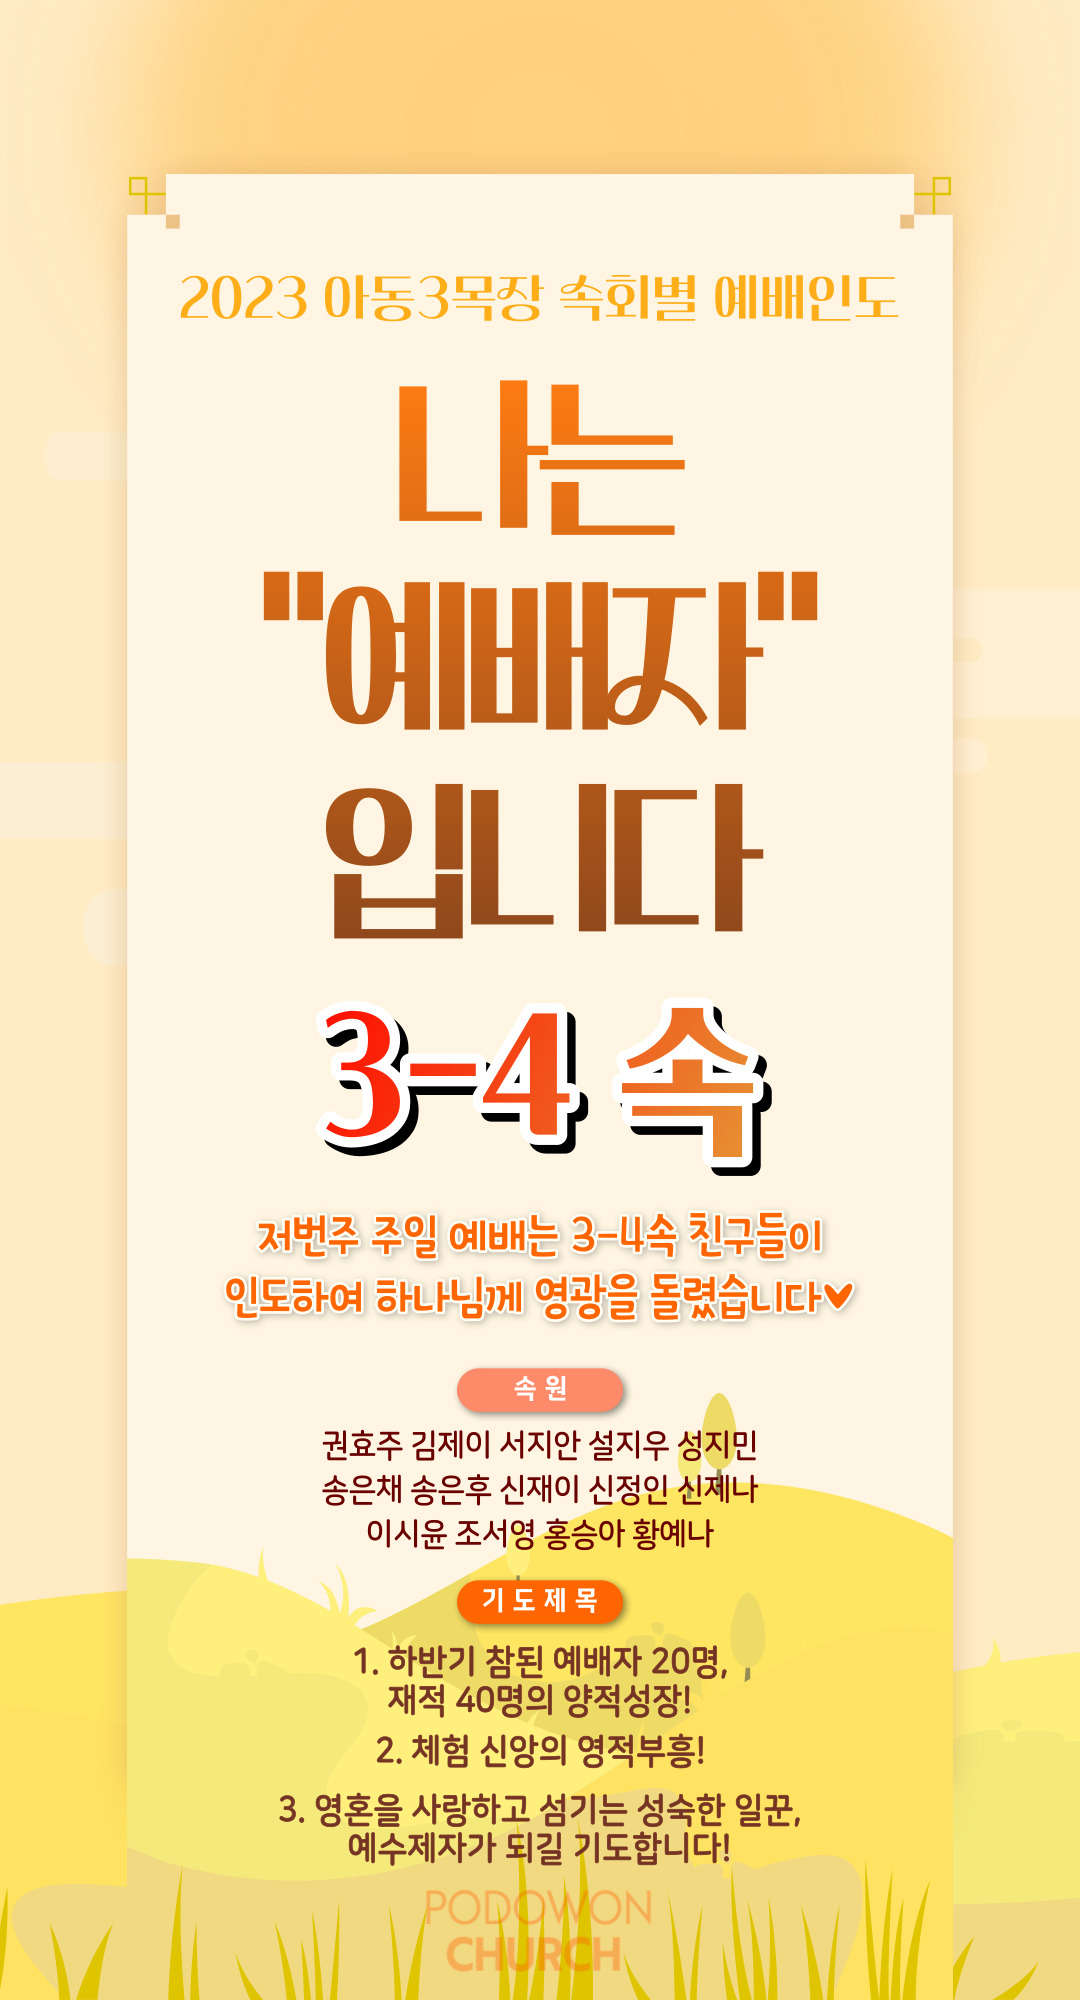 2023 아동3목장 속회별 예배인도
나는
"예배자"
입니다
3-4 속
저번주 주일 예배는 3-4속 친구들이
인도하여 하나님께 영광을 돌렸습니다♥
속 원
권효주 김제이 서지안 설지우 성지민
송은채 송은후 신재이 신정인 신제나
이시윤 조서영 홍승아 황예나
기 도 제 목
1. 하반기 참된 예배자 20명,
재적 40명의 양적성장!
2. 체험 신앙의 영적부흥!
3. 영혼을 사랑하고 섬기는 성숙한 일꾼,
예수제자가 되길 기도합니다!
PODOWON
CHURCH